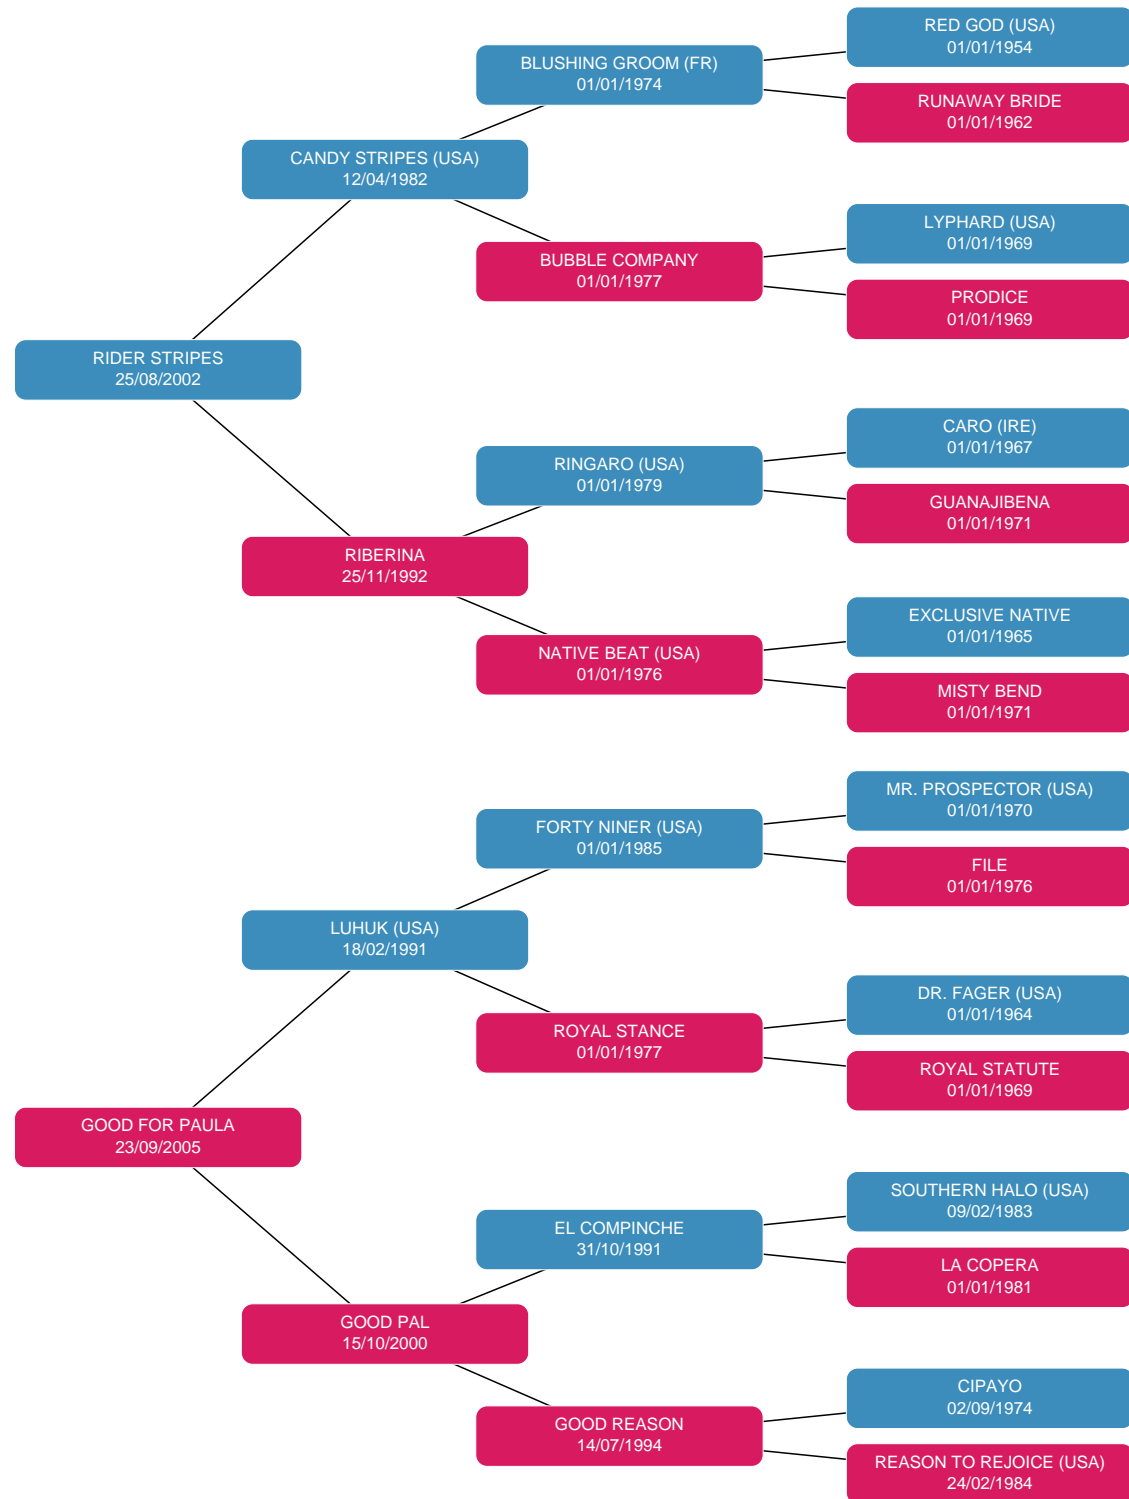 RED GOD (USA)
01/01/1954
BLUSHING GROOM (FR)
01/01/1974
RUNAWAY BRIDE
01/01/1962
CANDY STRIPES (USA)
12/04/1982
LYPHARD (USA)
01/01/1969
BUBBLE COMPANY
01/01/1977
PRODICE
01/01/1969
RIDER STRIPES
25/08/2002
CARO (IRE)
01/01/1967
RINGARO (USA)
01/01/1979
GUANAJIBENA
01/01/1971
RIBERINA
25/11/1992
EXCLUSIVE NATIVE
01/01/1965
NATIVE BEAT (USA)
01/01/1976
MISTY BEND
01/01/1971
MR. PROSPECTOR (USA)
01/01/1970
FORTY NINER (USA)
01/01/1985
FILE
01/01/1976
LUHUK (USA)
18/02/1991
DR. FAGER (USA)
01/01/1964
ROYAL STANCE
01/01/1977
ROYAL STATUTE
01/01/1969
GOOD FOR PAULA
23/09/2005
SOUTHERN HALO (USA)
09/02/1983
EL COMPINCHE
31/10/1991
LA COPERA
01/01/1981
GOOD PAL
15/10/2000
CIPAYO
02/09/1974
GOOD REASON
14/07/1994
REASON TO REJOICE (USA)
24/02/1984